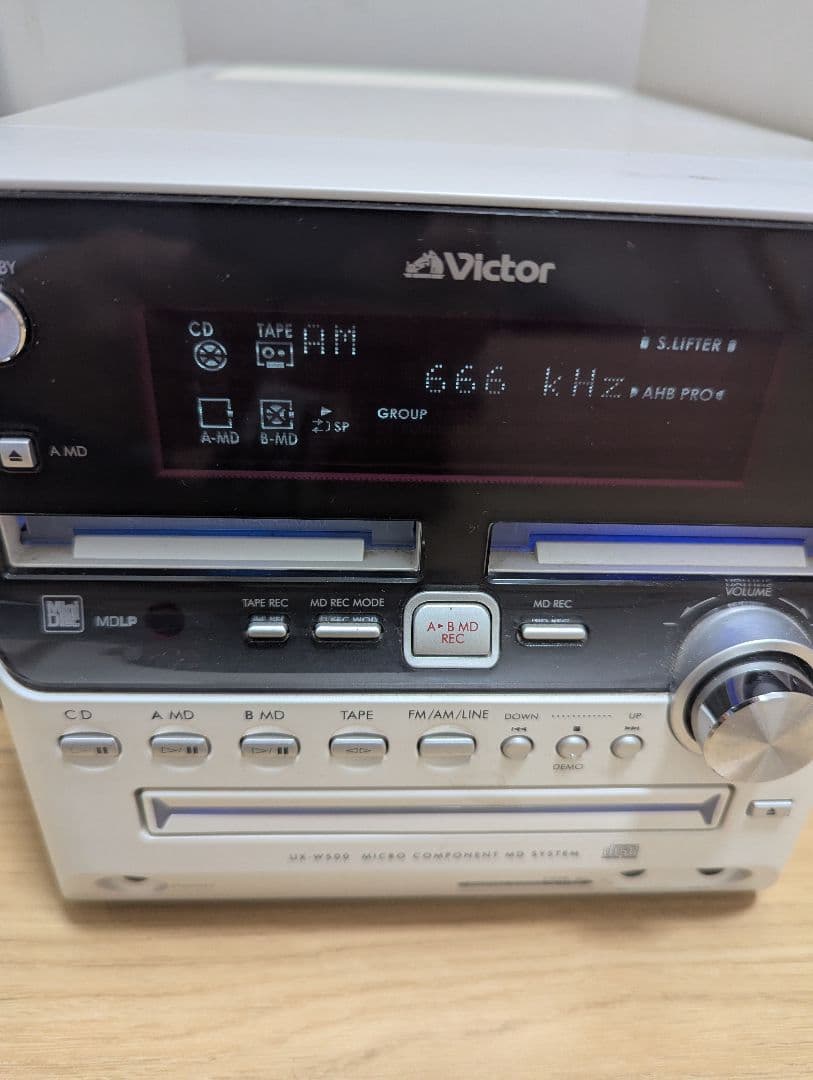 Victor
BY
CD TAPE AM
S.LIFTER
666 kHz AHB PRO
A-MD B-MD SP GROUP
A MD
VOLUME
Mini Disc MDLP
TAPE REC MD REC MODE A▸B MD REC MD REC
CD A MD B MD TAPE FM/AM/LINE DOWN UP
DEMO
UX-W500 MICRO COMPONENT MD SYSTEM